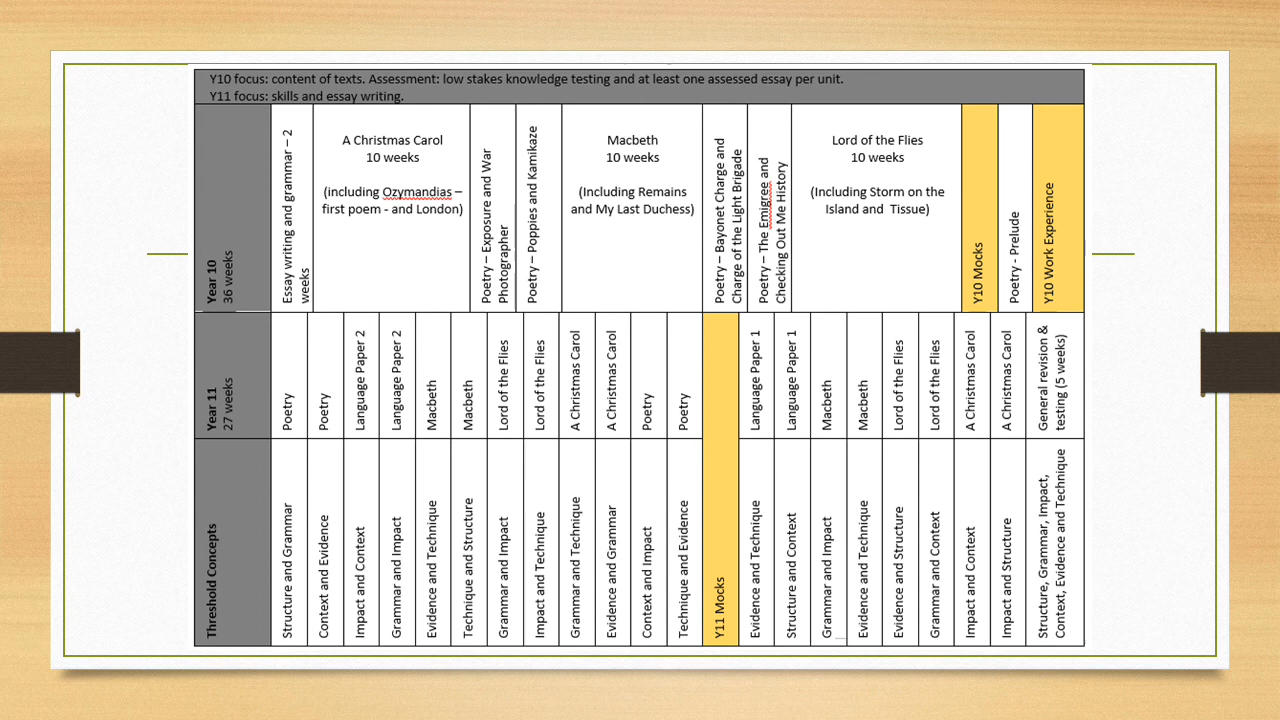 Y10 focus: content of texts. Assessment: low stakes knowledge testing and at least one assessed essay per unit.
Y11 focus: skills and essay writing.
Year 10
36 weeks
Essay writing and grammar – 2
weeks
A Christmas Carol
10 weeks
(including Ozymandias –
first poem - and London)
Poetry – Exposure and War
Photographer
Poetry – Poppies and Kamikaze
Macbeth
10 weeks
(Including Remains
and My Last Duchess)
Poetry – Bayonet Charge and
Charge of the Light Brigade
Poetry – The Emigree and
Checking Out Me History
Lord of the Flies
10 weeks
(Including Storm on the
Island and Tissue)
Y10 Mocks
Poetry - Prelude
Y10 Work Experience
Year 11
27 weeks
Poetry
Poetry
Language Paper 2
Language Paper 2
Macbeth
Macbeth
Lord of the Flies
Lord of the Flies
A Christmas Carol
A Christmas Carol
Poetry
Poetry
Y11 Mocks
Language Paper 1
Language Paper 1
Macbeth
Macbeth
Lord of the Flies
Lord of the Flies
A Christmas Carol
A Christmas Carol
General revision &
testing (5 weeks)
Threshold Concepts
Structure and Grammar
Context and Evidence
Impact and Context
Grammar and Impact
Evidence and Technique
Technique and Structure
Grammar and Impact
Impact and Technique
Grammar and Technique
Evidence and Grammar
Context and Impact
Technique and Evidence
Evidence and Technique
Structure and Context
Grammar and Impact
Evidence and Technique
Evidence and Structure
Grammar and Context
Impact and Context
Impact and Structure
Structure, Grammar, Impact,
Context, Evidence and Technique